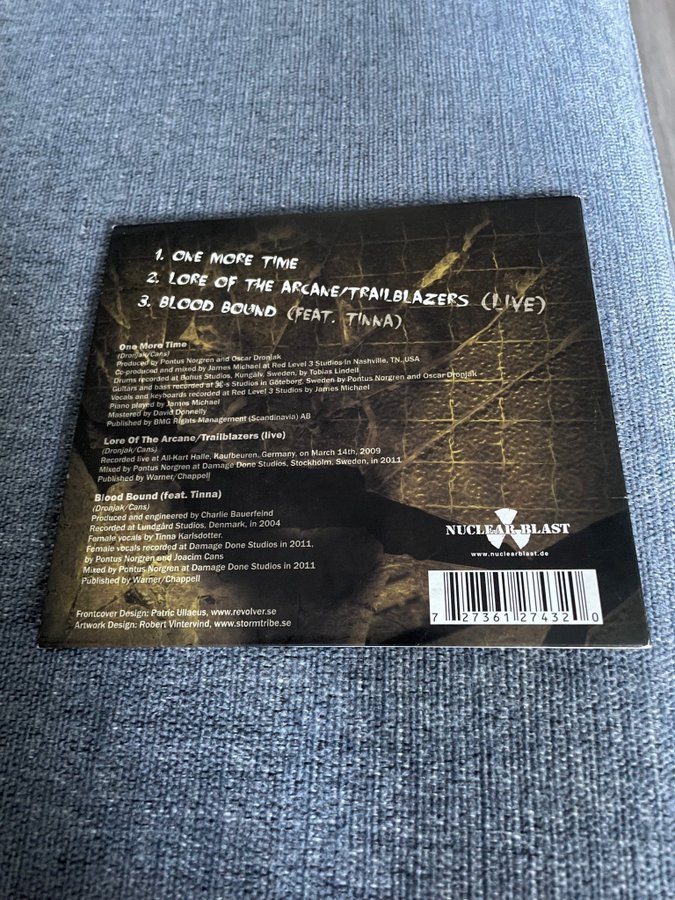 1. ONE MORE TIME
2. LORE OF THE ARCANE/TRAILBLAZERS (LIVE)
3. BLOOD BOUND (FEAT. TINNA)
One More Time
(Dronjak/Cans)
Produced by Pontus Norgren and Oscar Dronjak
Co-produced and mixed by James Michael at Red Level 3 Studios in Nashville, TN, USA
Drums recorded at Bohus Studios, Kungälv, Sweden, by Tobias Lindell
Guitars and bass recorded at ⌘-s Studios in Göteborg, Sweden by Pontus Norgren and Oscar Dronjak
Vocals and keyboards recorded at Red Level 3 Studios by James Michael
Piano played by James Michael
Mastered by David Donnelly
Published by BMG Rights Management (Scandinavia) AB
Lore Of The Arcane/Trailblazers (live)
(Dronjak/Cans)
Recorded live at All-Kart Halle, Kaufbeuren, Germany, on March 14th, 2009
Mixed by Pontus Norgren at Damage Done Studios, Stockholm, Sweden, in 2011
Published by Warner/Chappell
Blood Bound (feat. Tinna)
(Dronjak/Cans)
Produced and engineered by Charlie Bauerfeind
Recorded at Lundgård Studios, Denmark, in 2004
Female vocals by Tinna Karlsdotter.
Female vocals recorded at Damage Done Studios in 2011,
by Pontus Norgren and Joacim Cans
Mixed by Pontus Norgren at Damage Done Studios in 2011
Published by Warner/Chappell
NUCLEAR BLAST
www.nuclearblast.de
Frontcover Design: Patric Ullaeus, www.revolver.se
Artwork Design: Robert Vintervind, www.stormtribe.se
7 27361 27432 0